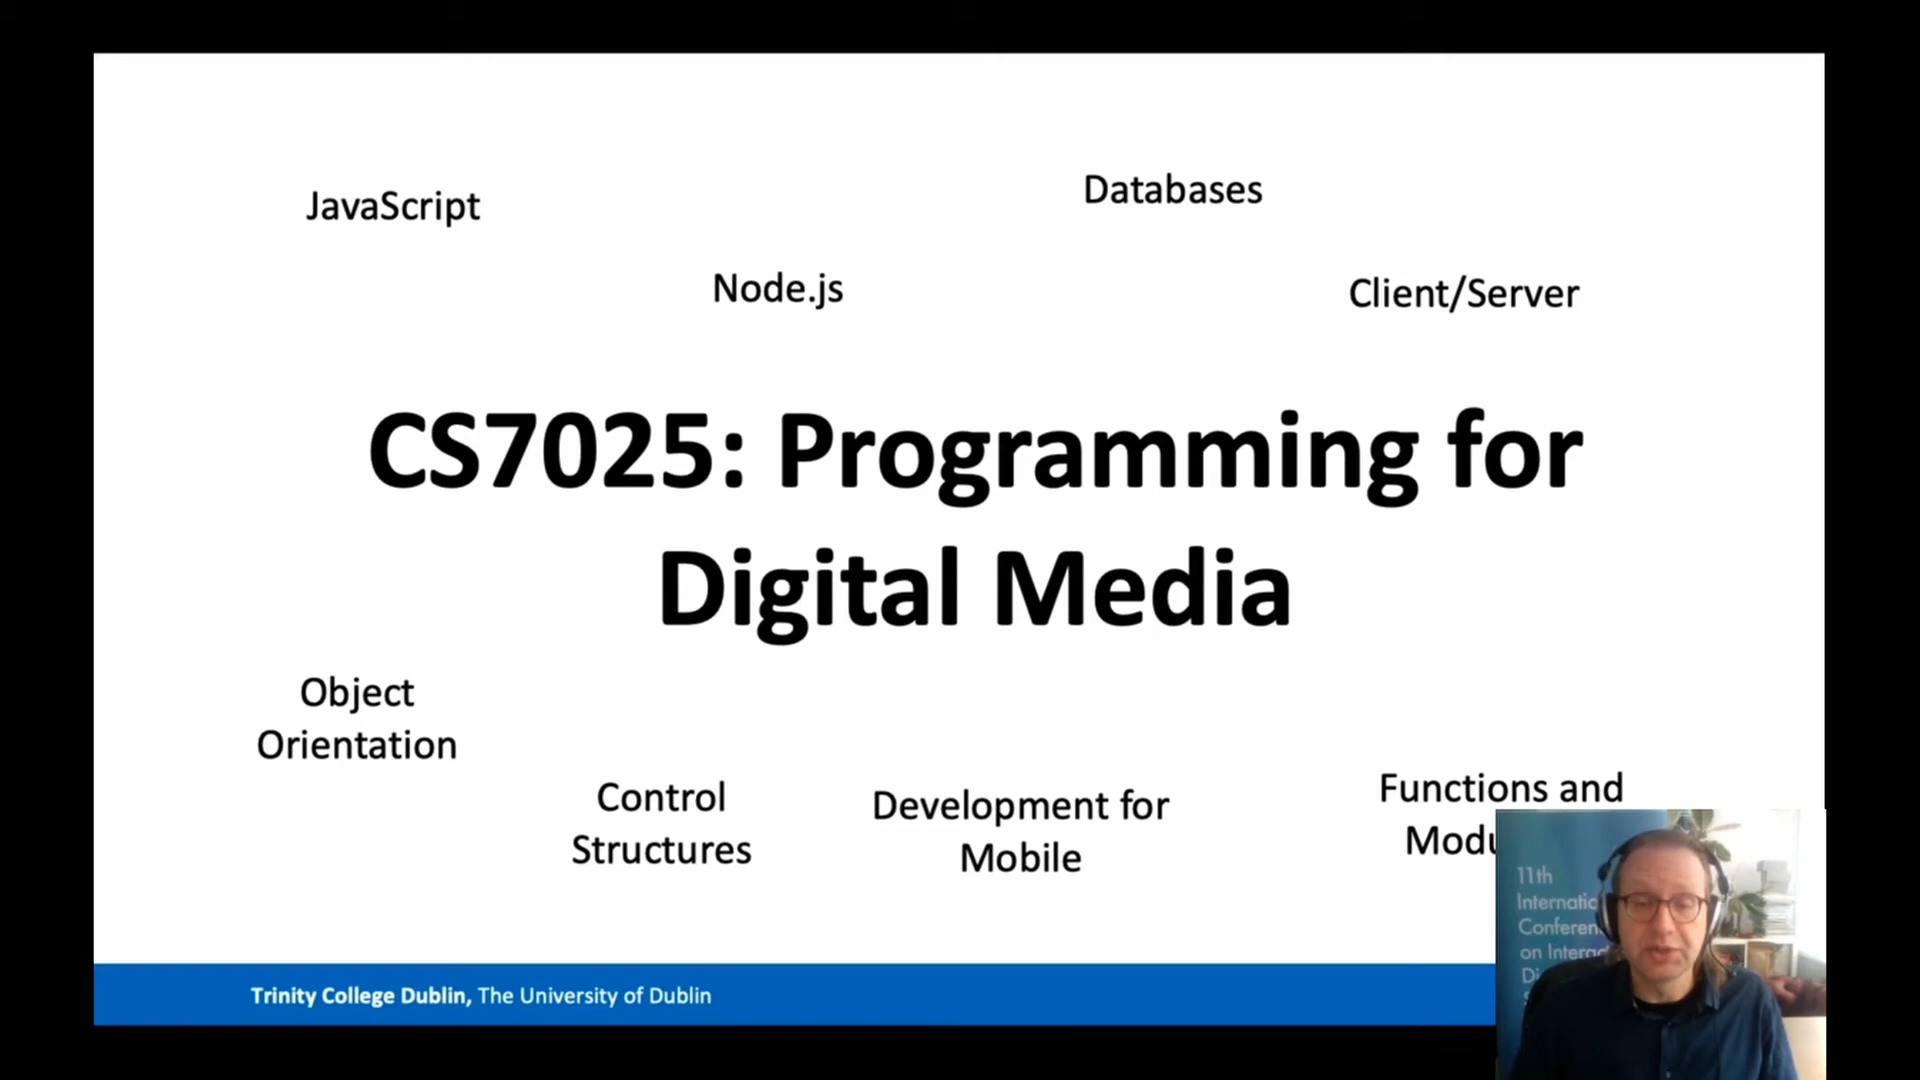 JavaScript
Databases
Node.js
Client/Server
CS7025: Programming for
Digital Media
Object
Orientation
Control
Structures
Development for
Mobile
Functions and
11th
on
Trinity College Dublin, The University of Dublin